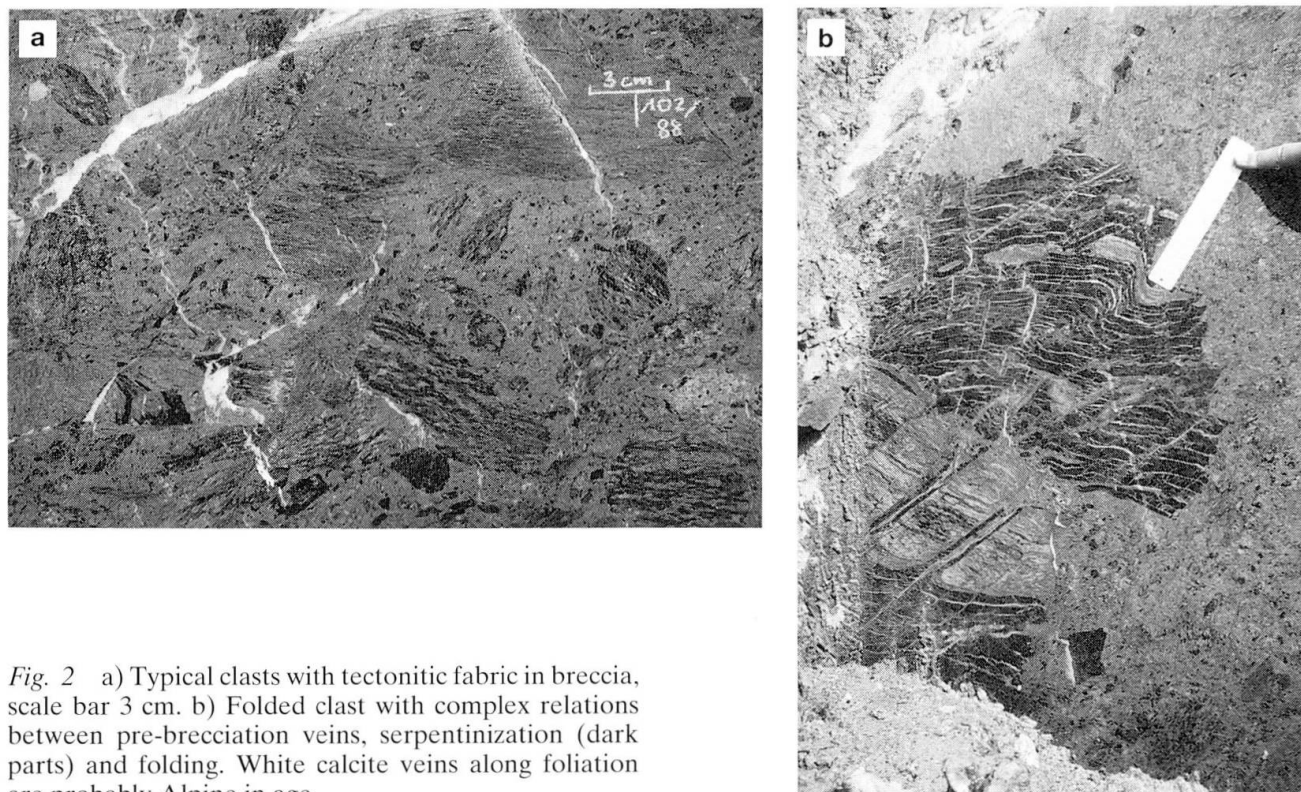 a
3 cm
102/
88
b
Fig. 2 a) Typical clasts with tectonitic fabric in breccia,
scale bar 3 cm. b) Folded clast with complex relations
between pre-brecciation veins, serpentinization (dark
parts) and folding. White calcite veins along foliation
are probably Alpine in age.